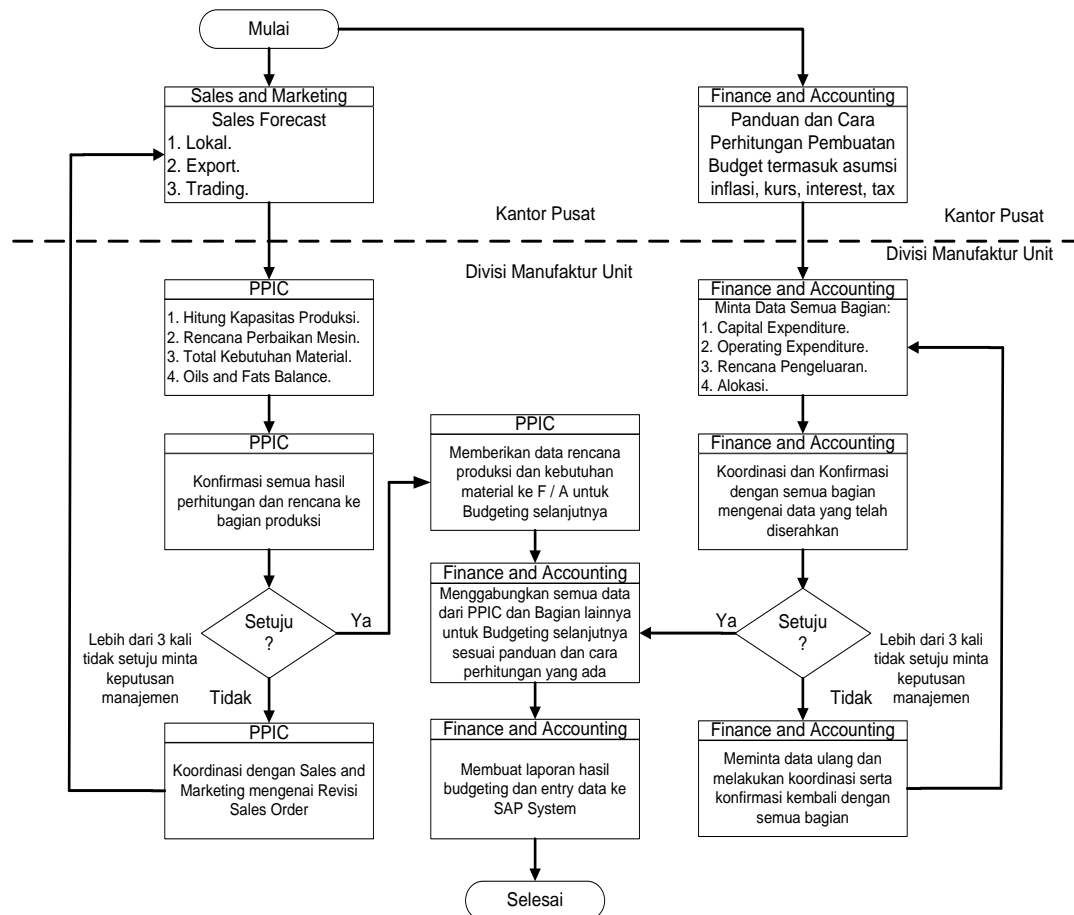 Mulai
Sales and Marketing
Sales Forecast
1. Lokal.
2. Export.
3. Trading.
Finance and Accounting
Panduan dan Cara
Perhitungan Pembuatan
Budget termasuk asumsi
inflasi, kurs, interest, tax
Kantor Pusat
Kantor Pusat
Divisi Manufaktur Unit
Divisi Manufaktur Unit
PPIC
1. Hitung Kapasitas Produksi.
2. Rencana Perbaikan Mesin.
3. Total Kebutuhan Material.
4. Oils and Fats Balance.
Finance and Accounting
Minta Data Semua Bagian:
1. Capital Expenditure.
2. Operating Expenditure.
3. Rencana Pengeluaran.
4. Alokasi.
PPIC
Konfirmasi semua hasil
perhitungan dan rencana ke
bagian produksi
PPIC
Memberikan data rencana
produksi dan kebutuhan
material ke F / A untuk
Budgeting selanjutnya
Finance and Accounting
Koordinasi dan Konfirmasi
dengan semua bagian
mengenai data yang telah
diserahkan
Setuju
?
Ya
Lebih dari 3 kali
tidak setuju minta
keputusan
manajemen
Tidak
Finance and Accounting
Menggabungkan semua data
dari PPIC dan Bagian lainnya
untuk Budgeting selanjutnya
sesuai panduan dan cara
perhitungan yang ada
Ya
Setuju
?
Lebih dari 3 kali
tidak setuju minta
keputusan
manajemen
Tidak
PPIC
Koordinasi dengan Sales and
Marketing mengenai Revisi
Sales Order
Finance and Accounting
Membuat laporan hasil
budgeting dan entry data ke
SAP System
Finance and Accounting
Meminta data ulang dan
melakukan koordinasi serta
konfirmasi kembali dengan
semua bagian
Selesai